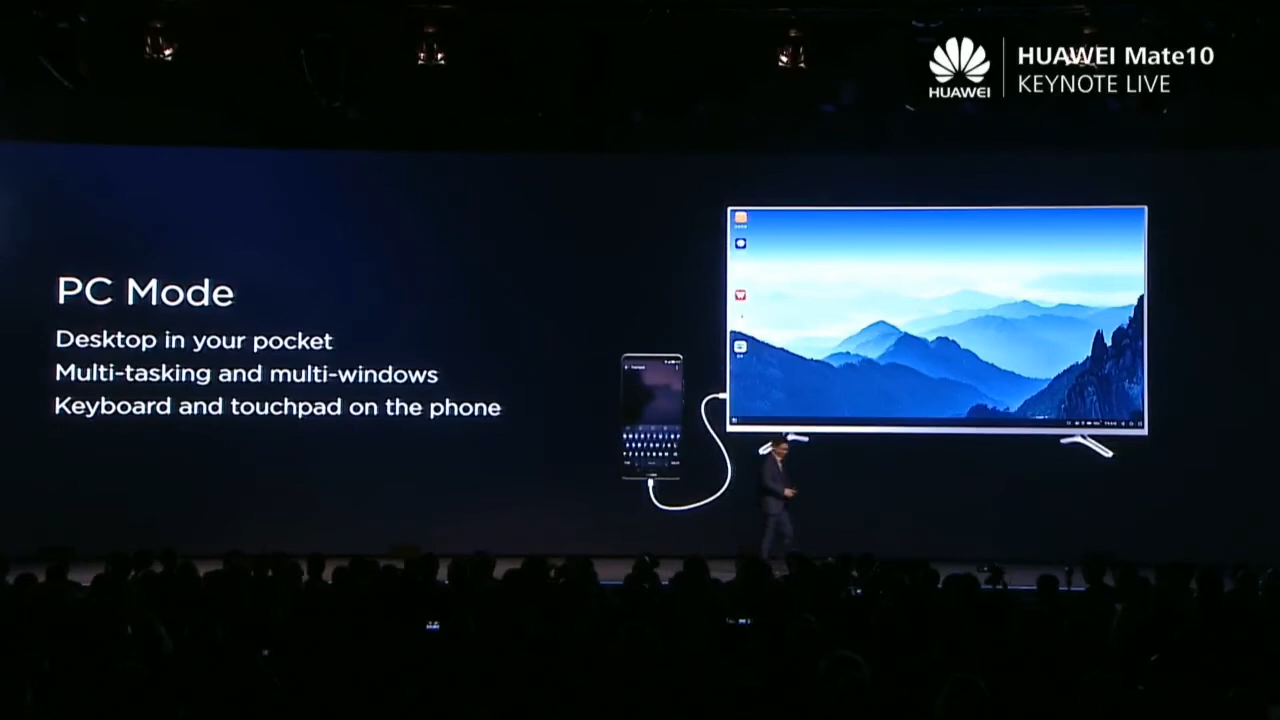 HUAWEI
HUAWEI Mate10
KEYNOTE LIVE
PC Mode
Desktop in your pocket
Multi-tasking and multi-windows
Keyboard and touchpad on the phone